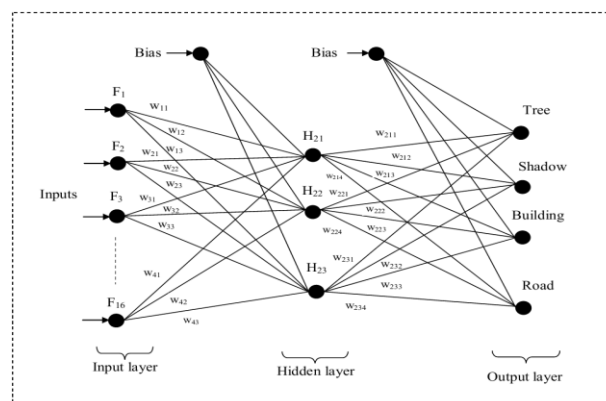 Bias
Bias
F1
w11
w12
F2
w21
w13
w22
w23
Inputs
F3
w31
w32
w33
w41
F16
w42
w43
H21
H22
H23
w211
w212
w213
w214
w221
w222
w223
w224
w231
w232
w233
w234
Tree
Shadow
Building
Road
Input layer
Hidden layer
Output layer